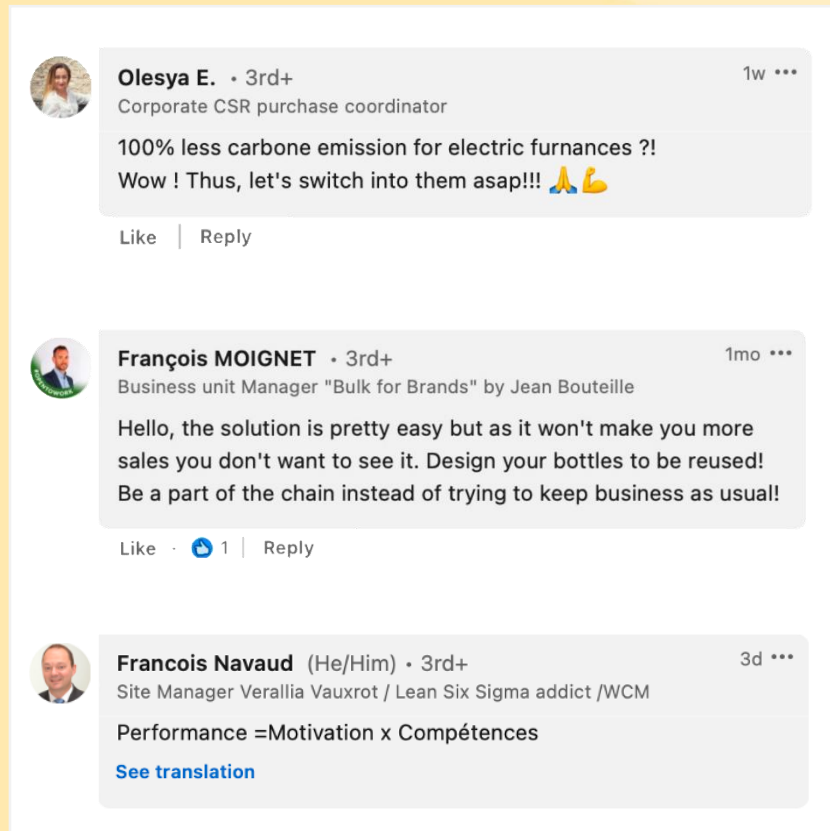 Olesya E. • 3rd+
1w •••
Corporate CSR purchase coordinator
100% less carbone emission for electric furnances ?!
Wow ! Thus, let's switch into them asap!!! 🙏💪
Like | Reply
François MOIGNET • 3rd+
1mo •••
Business unit Manager "Bulk for Brands" by Jean Bouteille
Hello, the solution is pretty easy but as it won't make you more
sales you don't want to see it. Design your bottles to be reused!
Be a part of the chain instead of trying to keep business as usual!
Like · 1 | Reply
#OPENTOWORK
Francois Navaud (He/Him) • 3rd+
3d •••
Site Manager Verallia Vauxrot / Lean Six Sigma addict /WCM
Performance =Motivation x Compétences
See translation